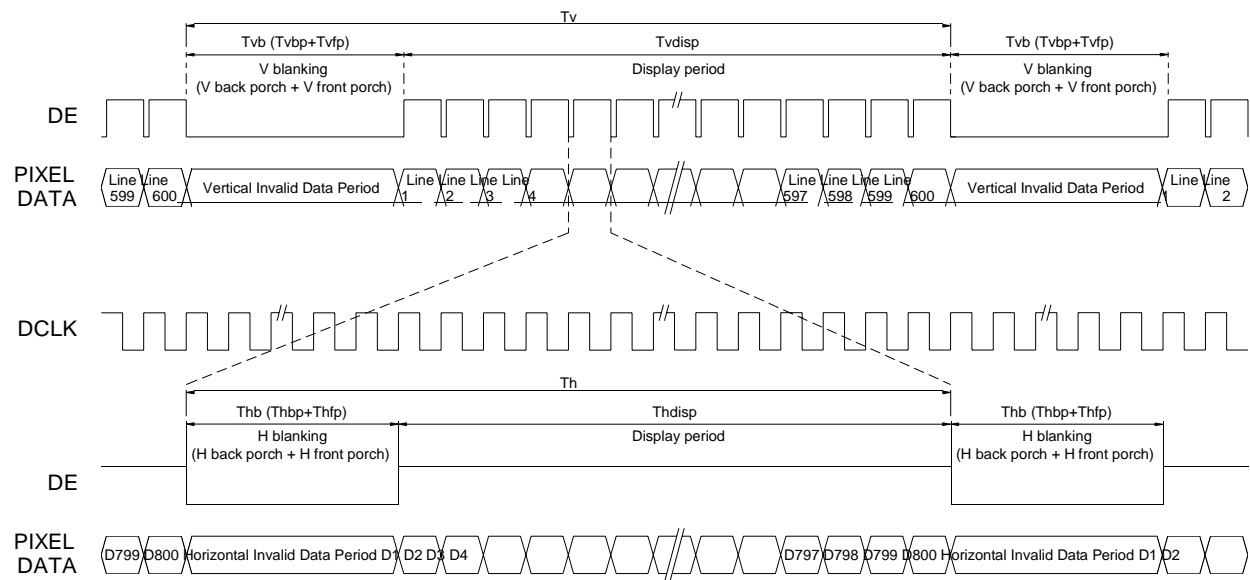 Tv
Tvb (Tvbp+Tvfp) Tvdisp Tvb (Tvbp+Tvfp)
V blanking Display period V blanking
(V back porch + V front porch) (V back porch + V front porch)
DE
PIXEL DATA
Line 599 Line 600 Vertical Invalid Data Period Line 1 Line 2 Line 3 Line 4 Line 597 Line 598 Line 599 Line 600 Vertical Invalid Data Period Line 1 Line 2
DCLK
Th
Thb (Thbp+Thfp) Thdisp Thb (Thbp+Thfp)
H blanking Display period H blanking
(H back porch + H front porch) (H back porch + H front porch)
DE
PIXEL DATA
D799 D800 Horizontal Invalid Data Period D1 D2 D3 D4 D797 D798 D799 D800 Horizontal Invalid Data Period D1 D2